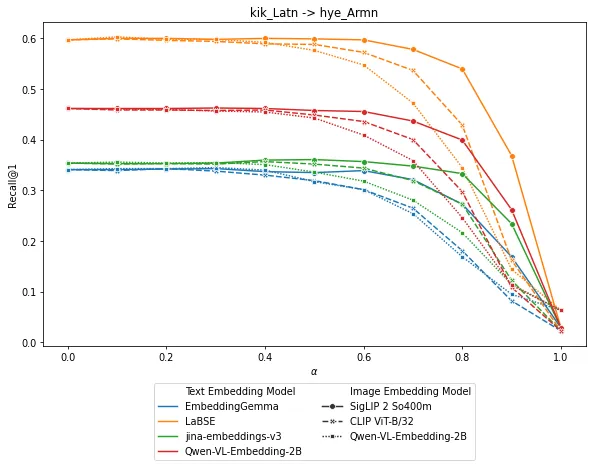 kik_Latn -> hye_Armn
Recall@1
0.6
0.5
0.4
0.3
0.2
0.1
0.0
0.0 0.2 0.4 0.6 0.8 1.0
α
Text Embedding Model Image Embedding Model
EmbeddingGemma SigLIP 2 So400m
LaBSE CLIP ViT-B/32
jina-embeddings-v3 Qwen-VL-Embedding-2B
Qwen-VL-Embedding-2B